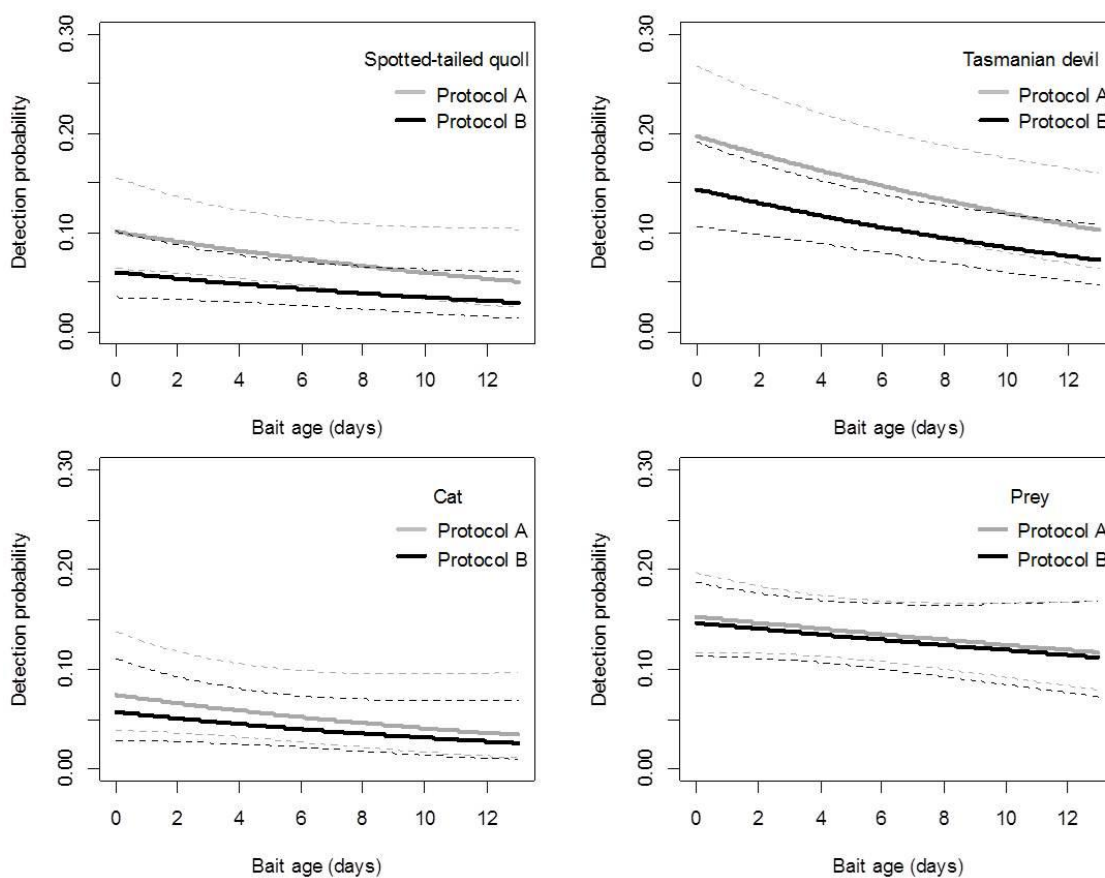 Spotted-tailed quoll
Protocol A
Protocol B
Detection probability
0.00 0.10 0.20 0.30
0 2 4 6 8 10 12
Bait age (days)
Tasmanian devil
Protocol A
Protocol B
Detection probability
0.00 0.10 0.20 0.30
0 2 4 6 8 10 12
Bait age (days)
Cat
Protocol A
Protocol B
Detection probability
0.00 0.10 0.20 0.30
0 2 4 6 8 10 12
Bait age (days)
Prey
Protocol A
Protocol B
Detection probability
0.00 0.10 0.20 0.30
0 2 4 6 8 10 12
Bait age (days)